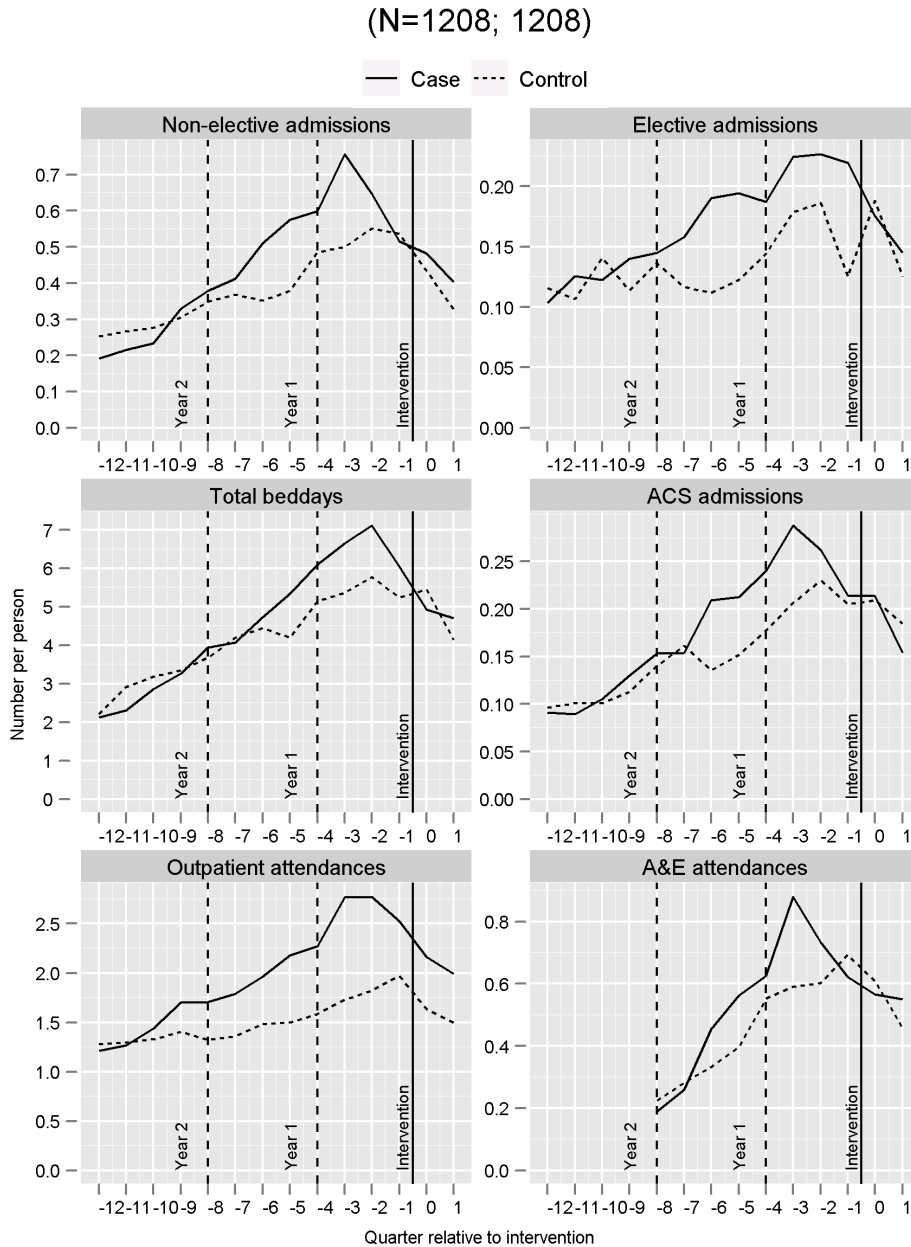 (N=1208; 1208)
Case Control
Non-elective admissions
0.7
0.6
0.5
0.4
0.3
0.2
0.1
0.0
Year 2
Year 1
Intervention
-12 -11 -10 -9 -8 -7 -6 -5 -4 -3 -2 -1 0 1
Elective admissions
0.20
0.15
0.10
0.05
0.00
Year 2
Year 1
Intervention
-12 -11 -10 -9 -8 -7 -6 -5 -4 -3 -2 -1 0 1
Number per person
Total beddays
7
6
5
4
3
2
1
0
Year 2
Year 1
Intervention
-12 -11 -10 -9 -8 -7 -6 -5 -4 -3 -2 -1 0 1
ACS admissions
0.25
0.20
0.15
0.10
0.05
0.00
Year 2
Year 1
Intervention
-12 -11 -10 -9 -8 -7 -6 -5 -4 -3 -2 -1 0 1
Outpatient attendances
2.5
2.0
1.5
1.0
0.5
0.0
Year 2
Year 1
Intervention
-12 -11 -10 -9 -8 -7 -6 -5 -4 -3 -2 -1 0 1
A&E attendances
0.8
0.6
0.4
0.2
0.0
Year 2
Year 1
Intervention
-12 -11 -10 -9 -8 -7 -6 -5 -4 -3 -2 -1 0 1
Quarter relative to intervention